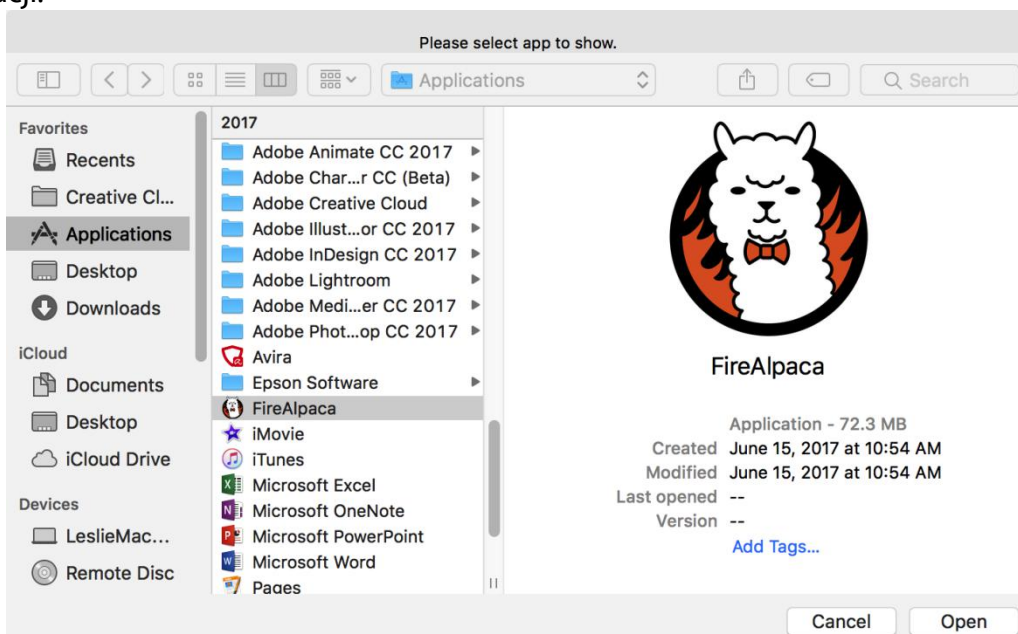 Please select app to show.
Applications
Search
Favorites
Recents
Creative Cl...
Applications
Desktop
Downloads
iCloud
Documents
Desktop
iCloud Drive
Devices
LeslieMac...
Remote Disc
2017
Adobe Animate CC 2017
Adobe Char...r CC (Beta)
Adobe Creative Cloud
Adobe Illust...or CC 2017
Adobe InDesign CC 2017
Adobe Lightroom
Adobe Medi...er CC 2017
Adobe Phot...op CC 2017
Avira
Epson Software
FireAlpaca
iMovie
iTunes
Microsoft Excel
Microsoft OneNote
Microsoft PowerPoint
Microsoft Word
Pages
FireAlpaca
Application - 72.3 MB
Created June 15, 2017 at 10:54 AM
Modified June 15, 2017 at 10:54 AM
Last opened --
Version --
Add Tags...
Cancel
Open